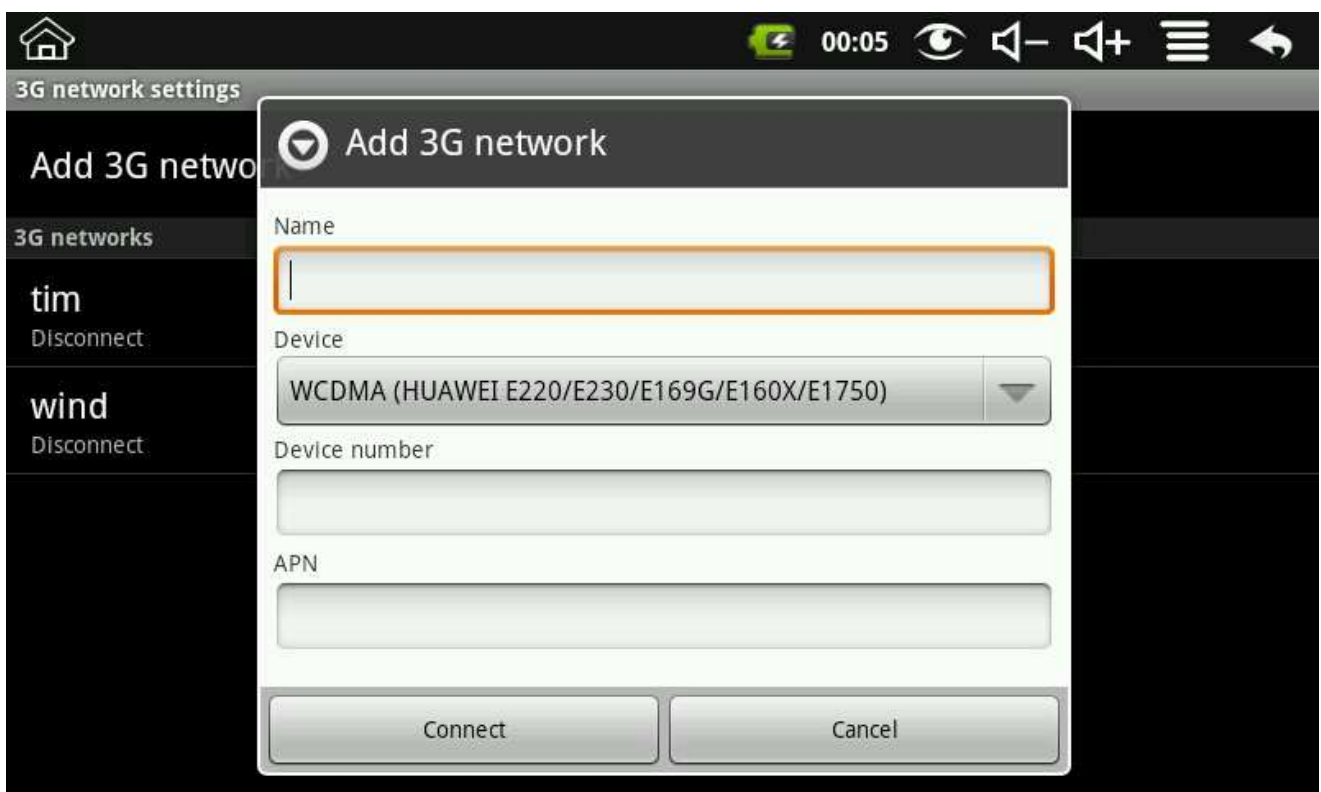 00:05
3G network settings
Add 3G network
Add 3G network
3G networks
tim
Disconnect
wind
Disconnect
Name
Device
WCDMA (HUAWEI E220/E230/E169G/E160X/E1750)
Device number
APN
Connect
Cancel